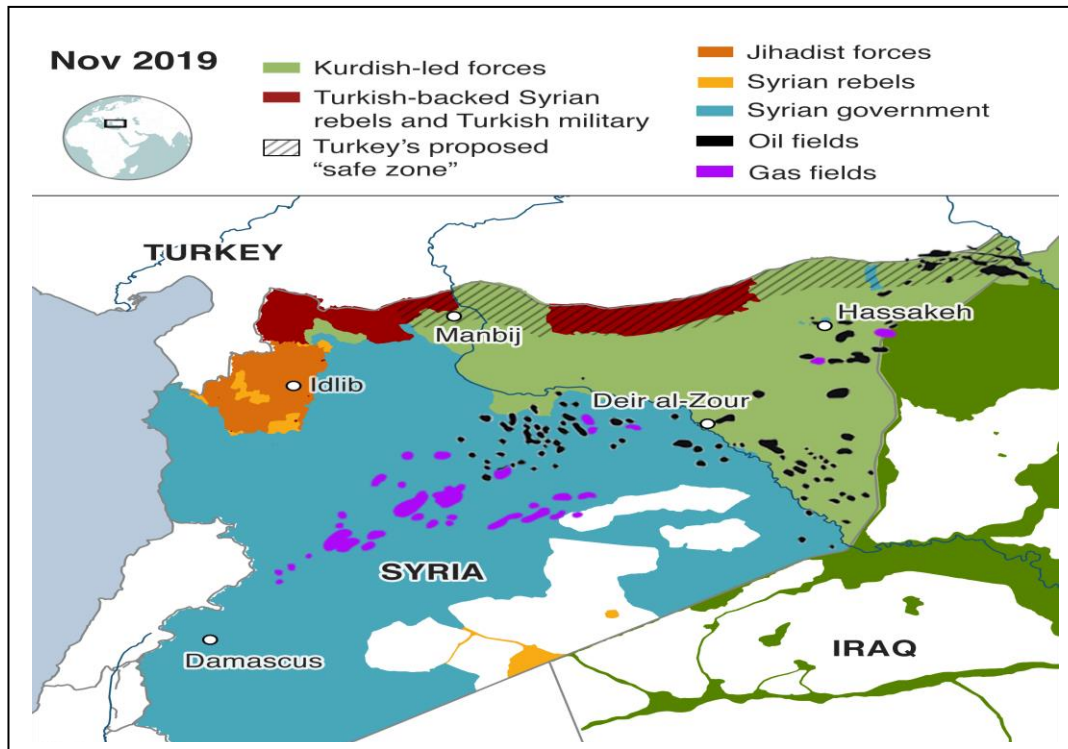 Nov 2019
Kurdish-led forces
Turkish-backed Syrian
rebels and Turkish military
Turkey’s proposed
“safe zone”
Jihadist forces
Syrian rebels
Syrian government
Oil fields
Gas fields
TURKEY
Manbij
Hassakeh
Idlib
Deir al-Zour
SYRIA
Damascus
IRAQ